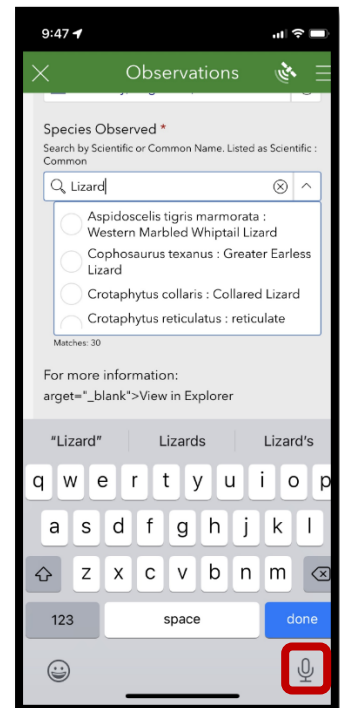 9:47
Observations
Species Observed *
Search by Scientific or Common Name. Listed as Scientific :
Common
Lizard
Aspidoscelis tigris marmorata :
Western Marbled Whiptail Lizard
Cophosaurus texanus : Greater Earless
Lizard
Crotaphytus collaris : Collared Lizard
Crotaphytus reticulatus : reticulate
Matches: 30
For more information:
arget="_blank">View in Explorer
"Lizard" Lizards Lizard's
q w e r t y u i o p
a s d f g h j k l
z x c v b n m
123 space done